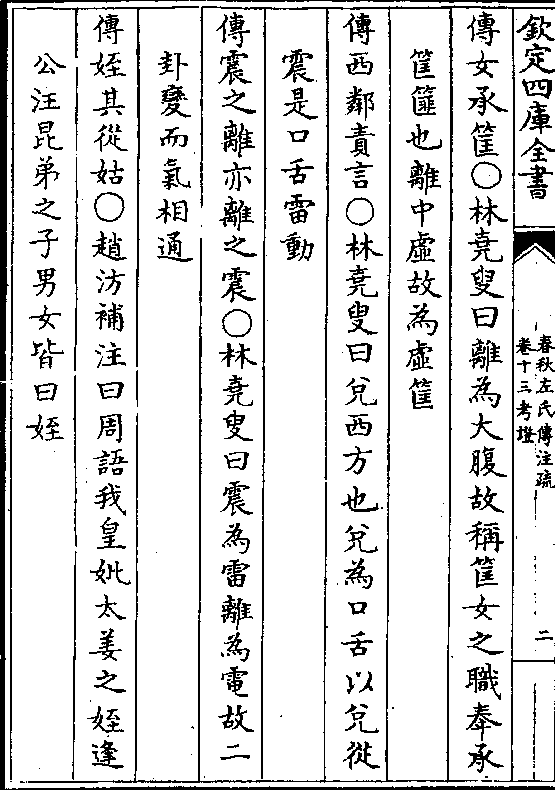 欽定四庫全書
春秋左氏傳注疏
卷十三考證
二
傳女承筐○林堯叟曰離為大腹故稱筐女之職奉承
筐篚也離中虛故為虛筐
傳西鄰責言○林堯叟曰兌西方也兌為口舌以兌從
震是口舌雷動
傳震之離亦離之震○林堯叟曰震為雷離為電故二
卦變而氣相通
傳姪其從姑○趙汸補注曰周語我皇妣太姜之姪逢
公注昆弟之子男女皆曰姪